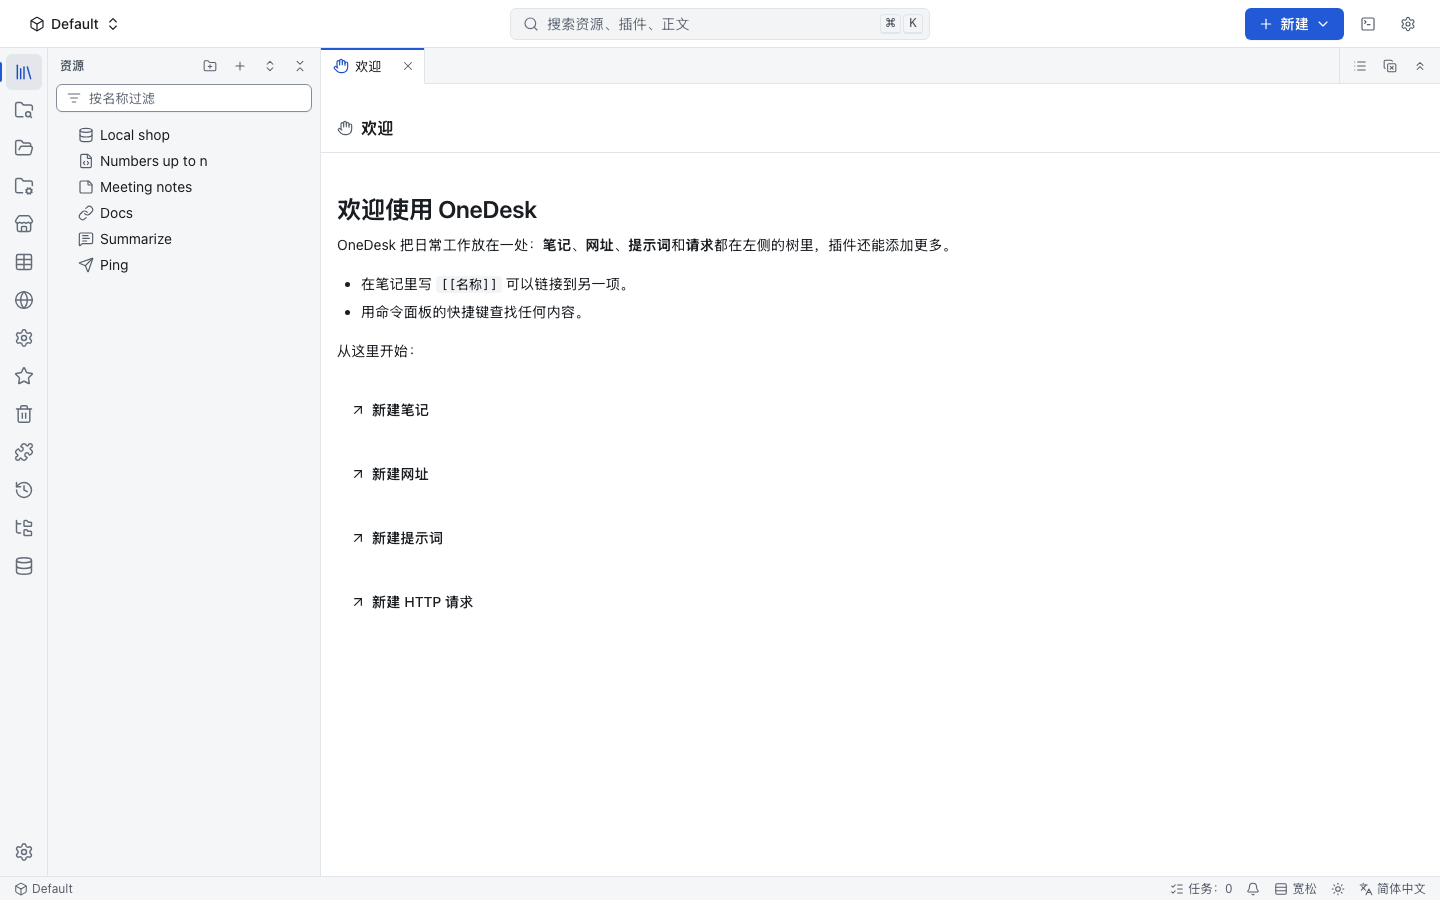 Default
搜索资源、插件、正文
⌘ K
新建
资源
按名称过滤
Local shop
Numbers up to n
Meeting notes
Docs
Summarize
Ping
欢迎
欢迎
欢迎使用 OneDesk
OneDesk 把日常工作放在一处：笔记、网址、提示词和请求都在左侧的树里，插件还能添加更多。
在笔记里写 [[名称]] 可以链接到另一项。
用命令面板的快捷键查找任何内容。
从这里开始：
新建笔记
新建网址
新建提示词
新建 HTTP 请求
Default
任务：0
宽松
简体中文